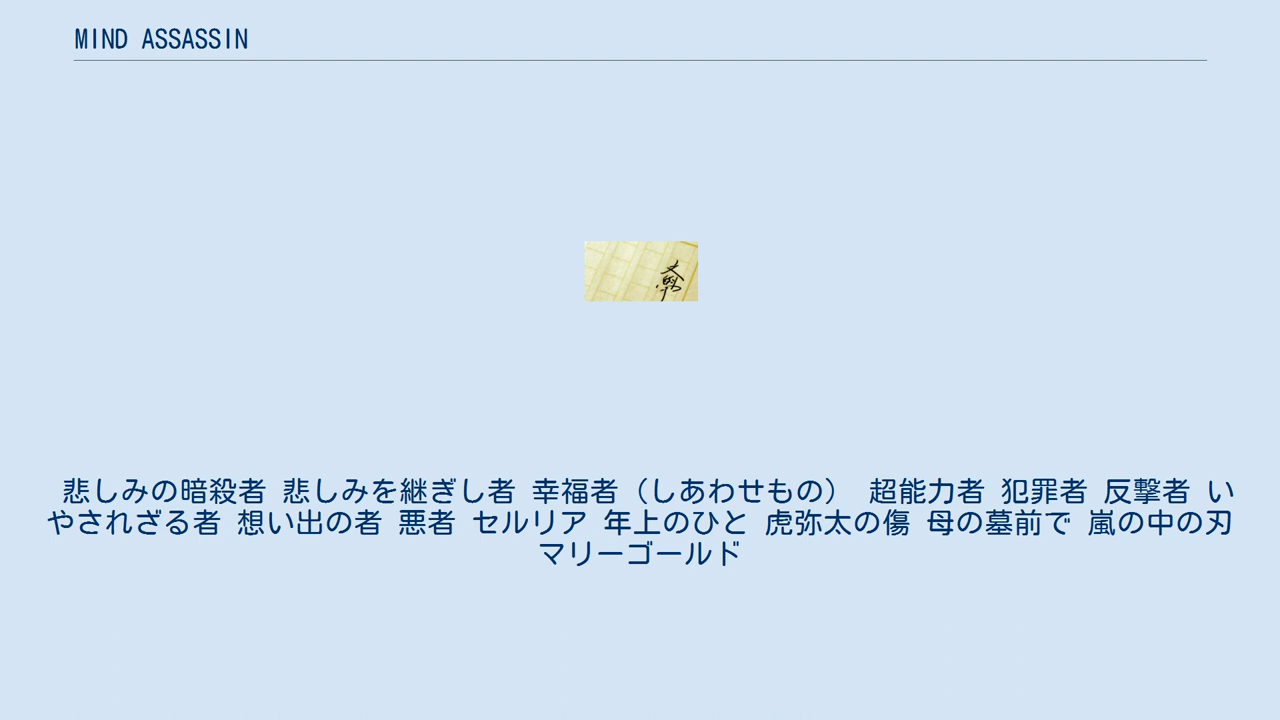 MIND ASSASSIN
悲しみの暗殺者 悲しみを継ぎし者 幸福者（しあわせもの） 超能力者 犯罪者 反撃者 い
やされざる者 想い出の者 悪者 セルリア 年上のひと 虎弥太の傷 母の墓前で 嵐の中の刃
マリーゴールド